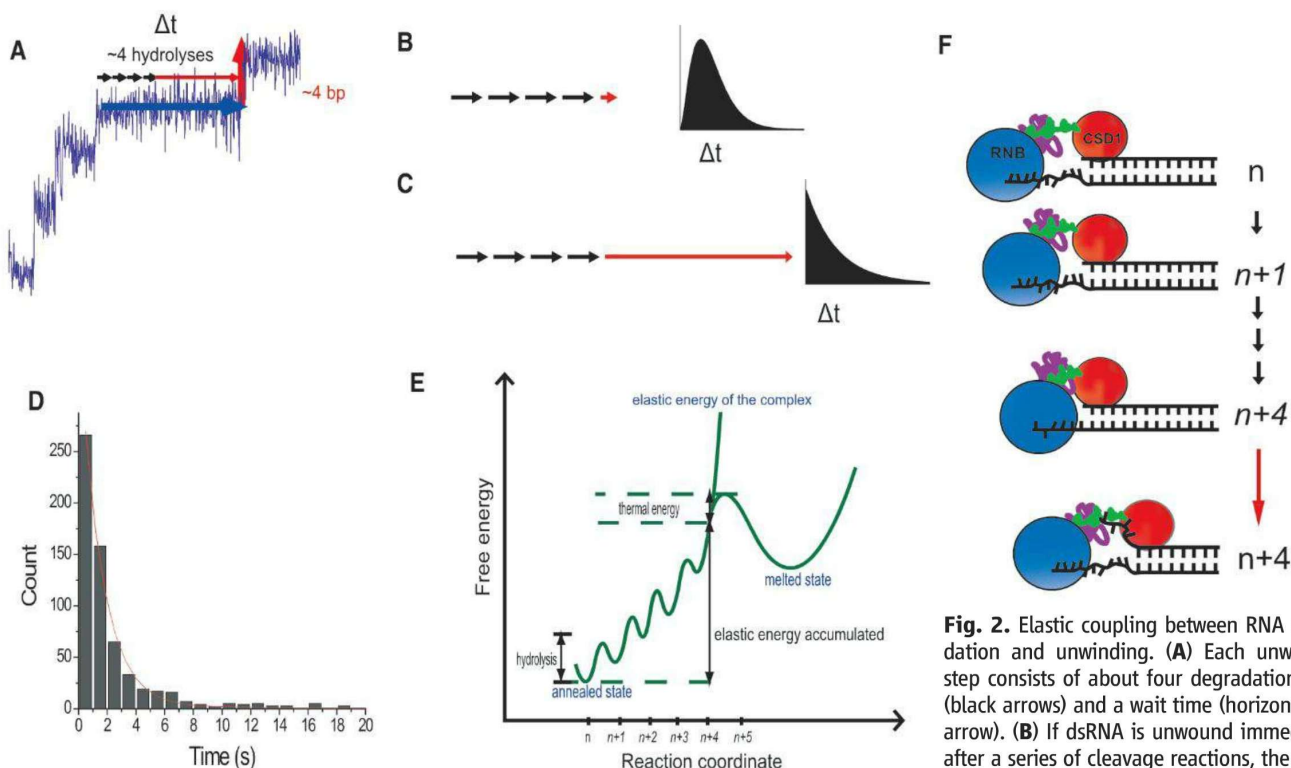 A
Δt
~4 hydrolyses
~4 bp
B
Δt
C
Δt
D
Count
250
200
150
100
50
0
0 2 4 6 8 10 12 14 16 18 20
Time (s)
E
Free energy
elastic energy of the complex
thermal energy
melted state
elastic energy accumulated
hydrolysis
annealed state
n n+1 n+2 n+3 n+4 n+5
Reaction coordinate
F
RNB CSD1
n
n+1
n+4
n+4
Fig. 2. Elastic coupling between RNA
dation and unwinding. (A) Each unw
step consists of about four degradation
(black arrows) and a wait time (horizon
arrow). (B) If dsRNA is unwound immed
after a series of cleavage reactions, the